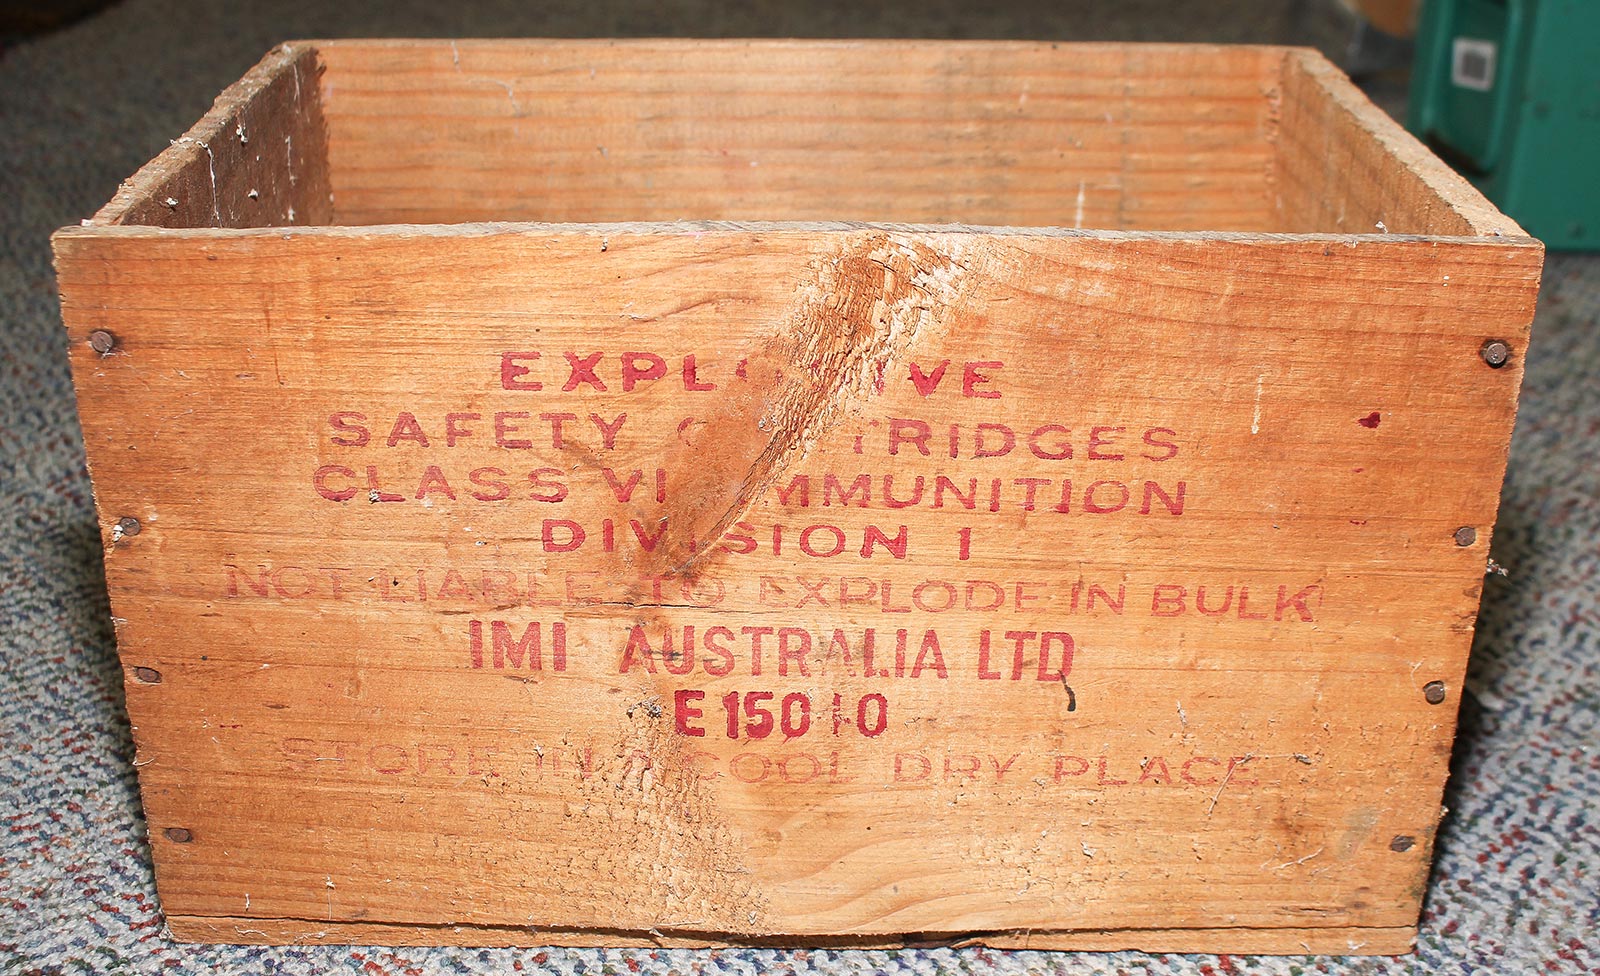 EXPLOSIVE
SAFETY CARTRIDGES
CLASS VI AMMUNITION
DIVISION 1
NOT LIABLE TO EXPLODE IN BULK
IMI AUSTRALIA LTD
E 15010
STORE IN A COOL DRY PLACE